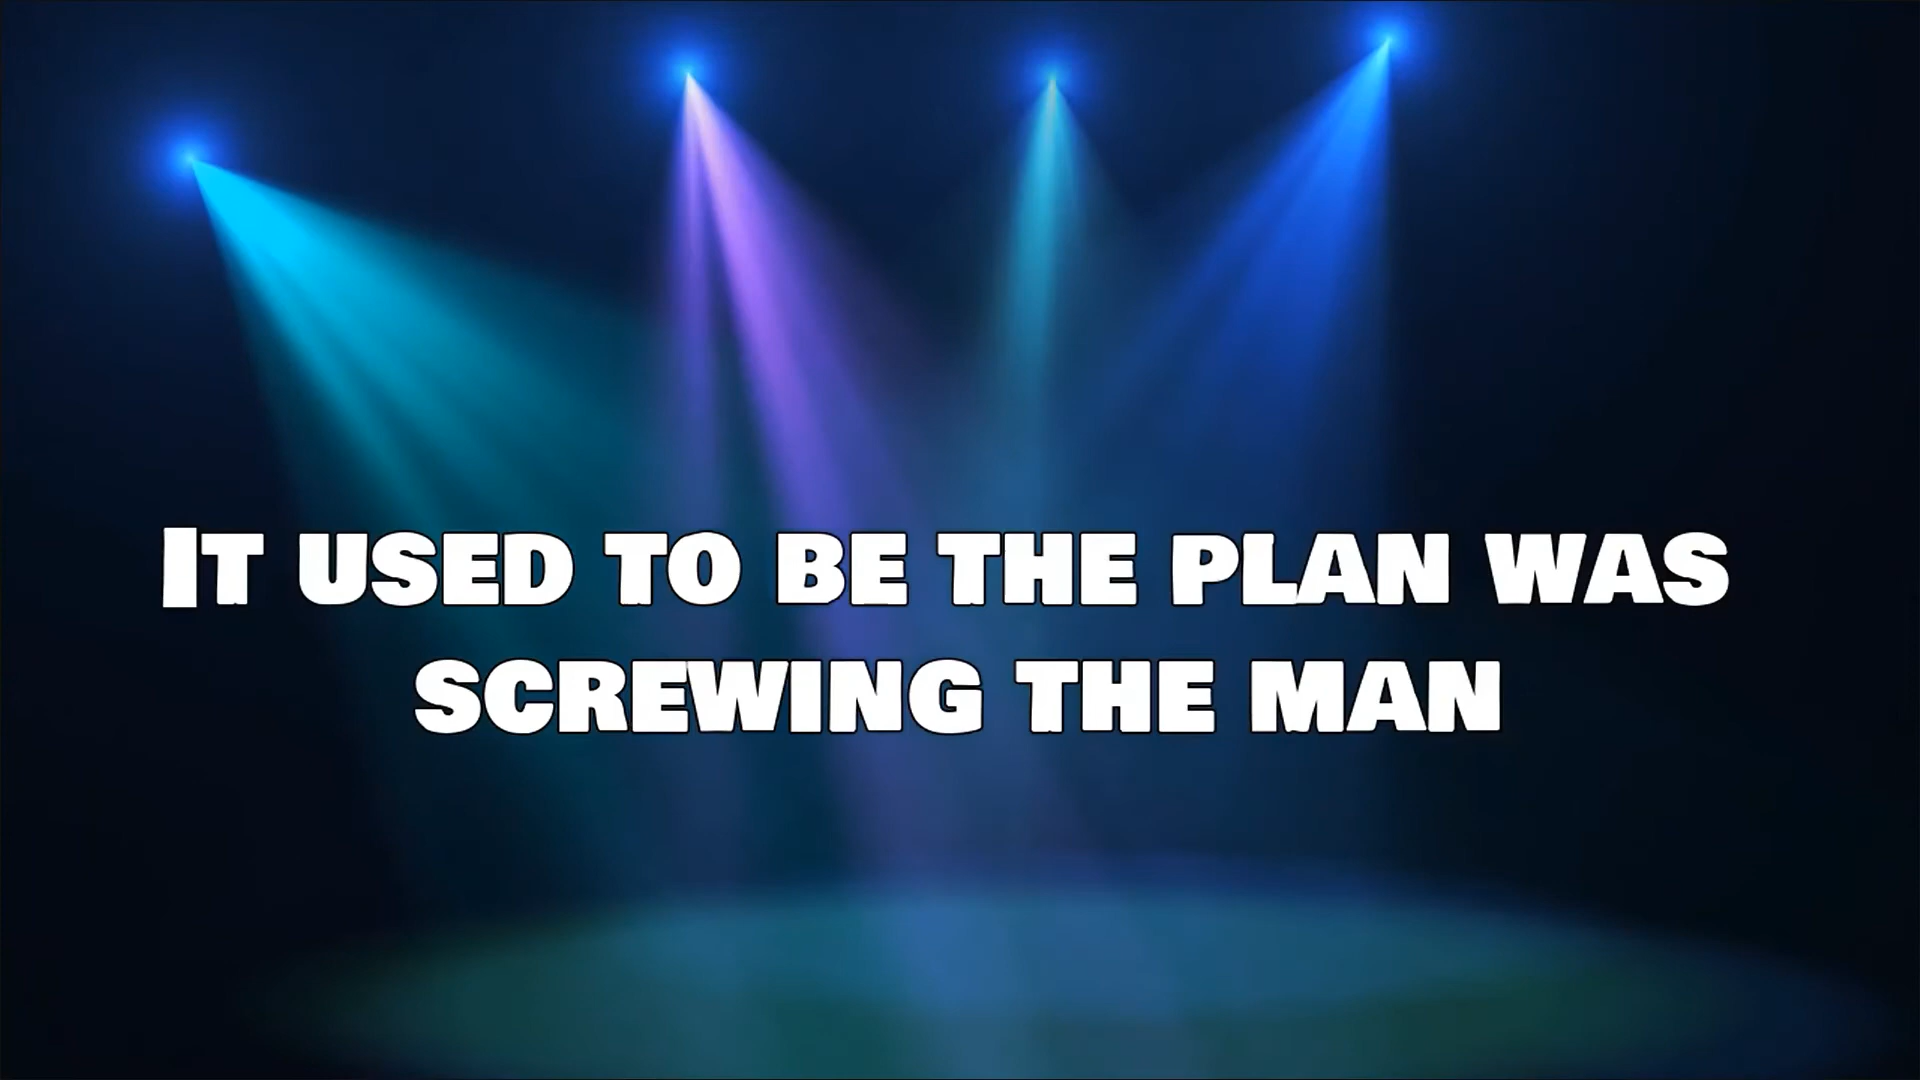 It used to be the plan was
screwing the man